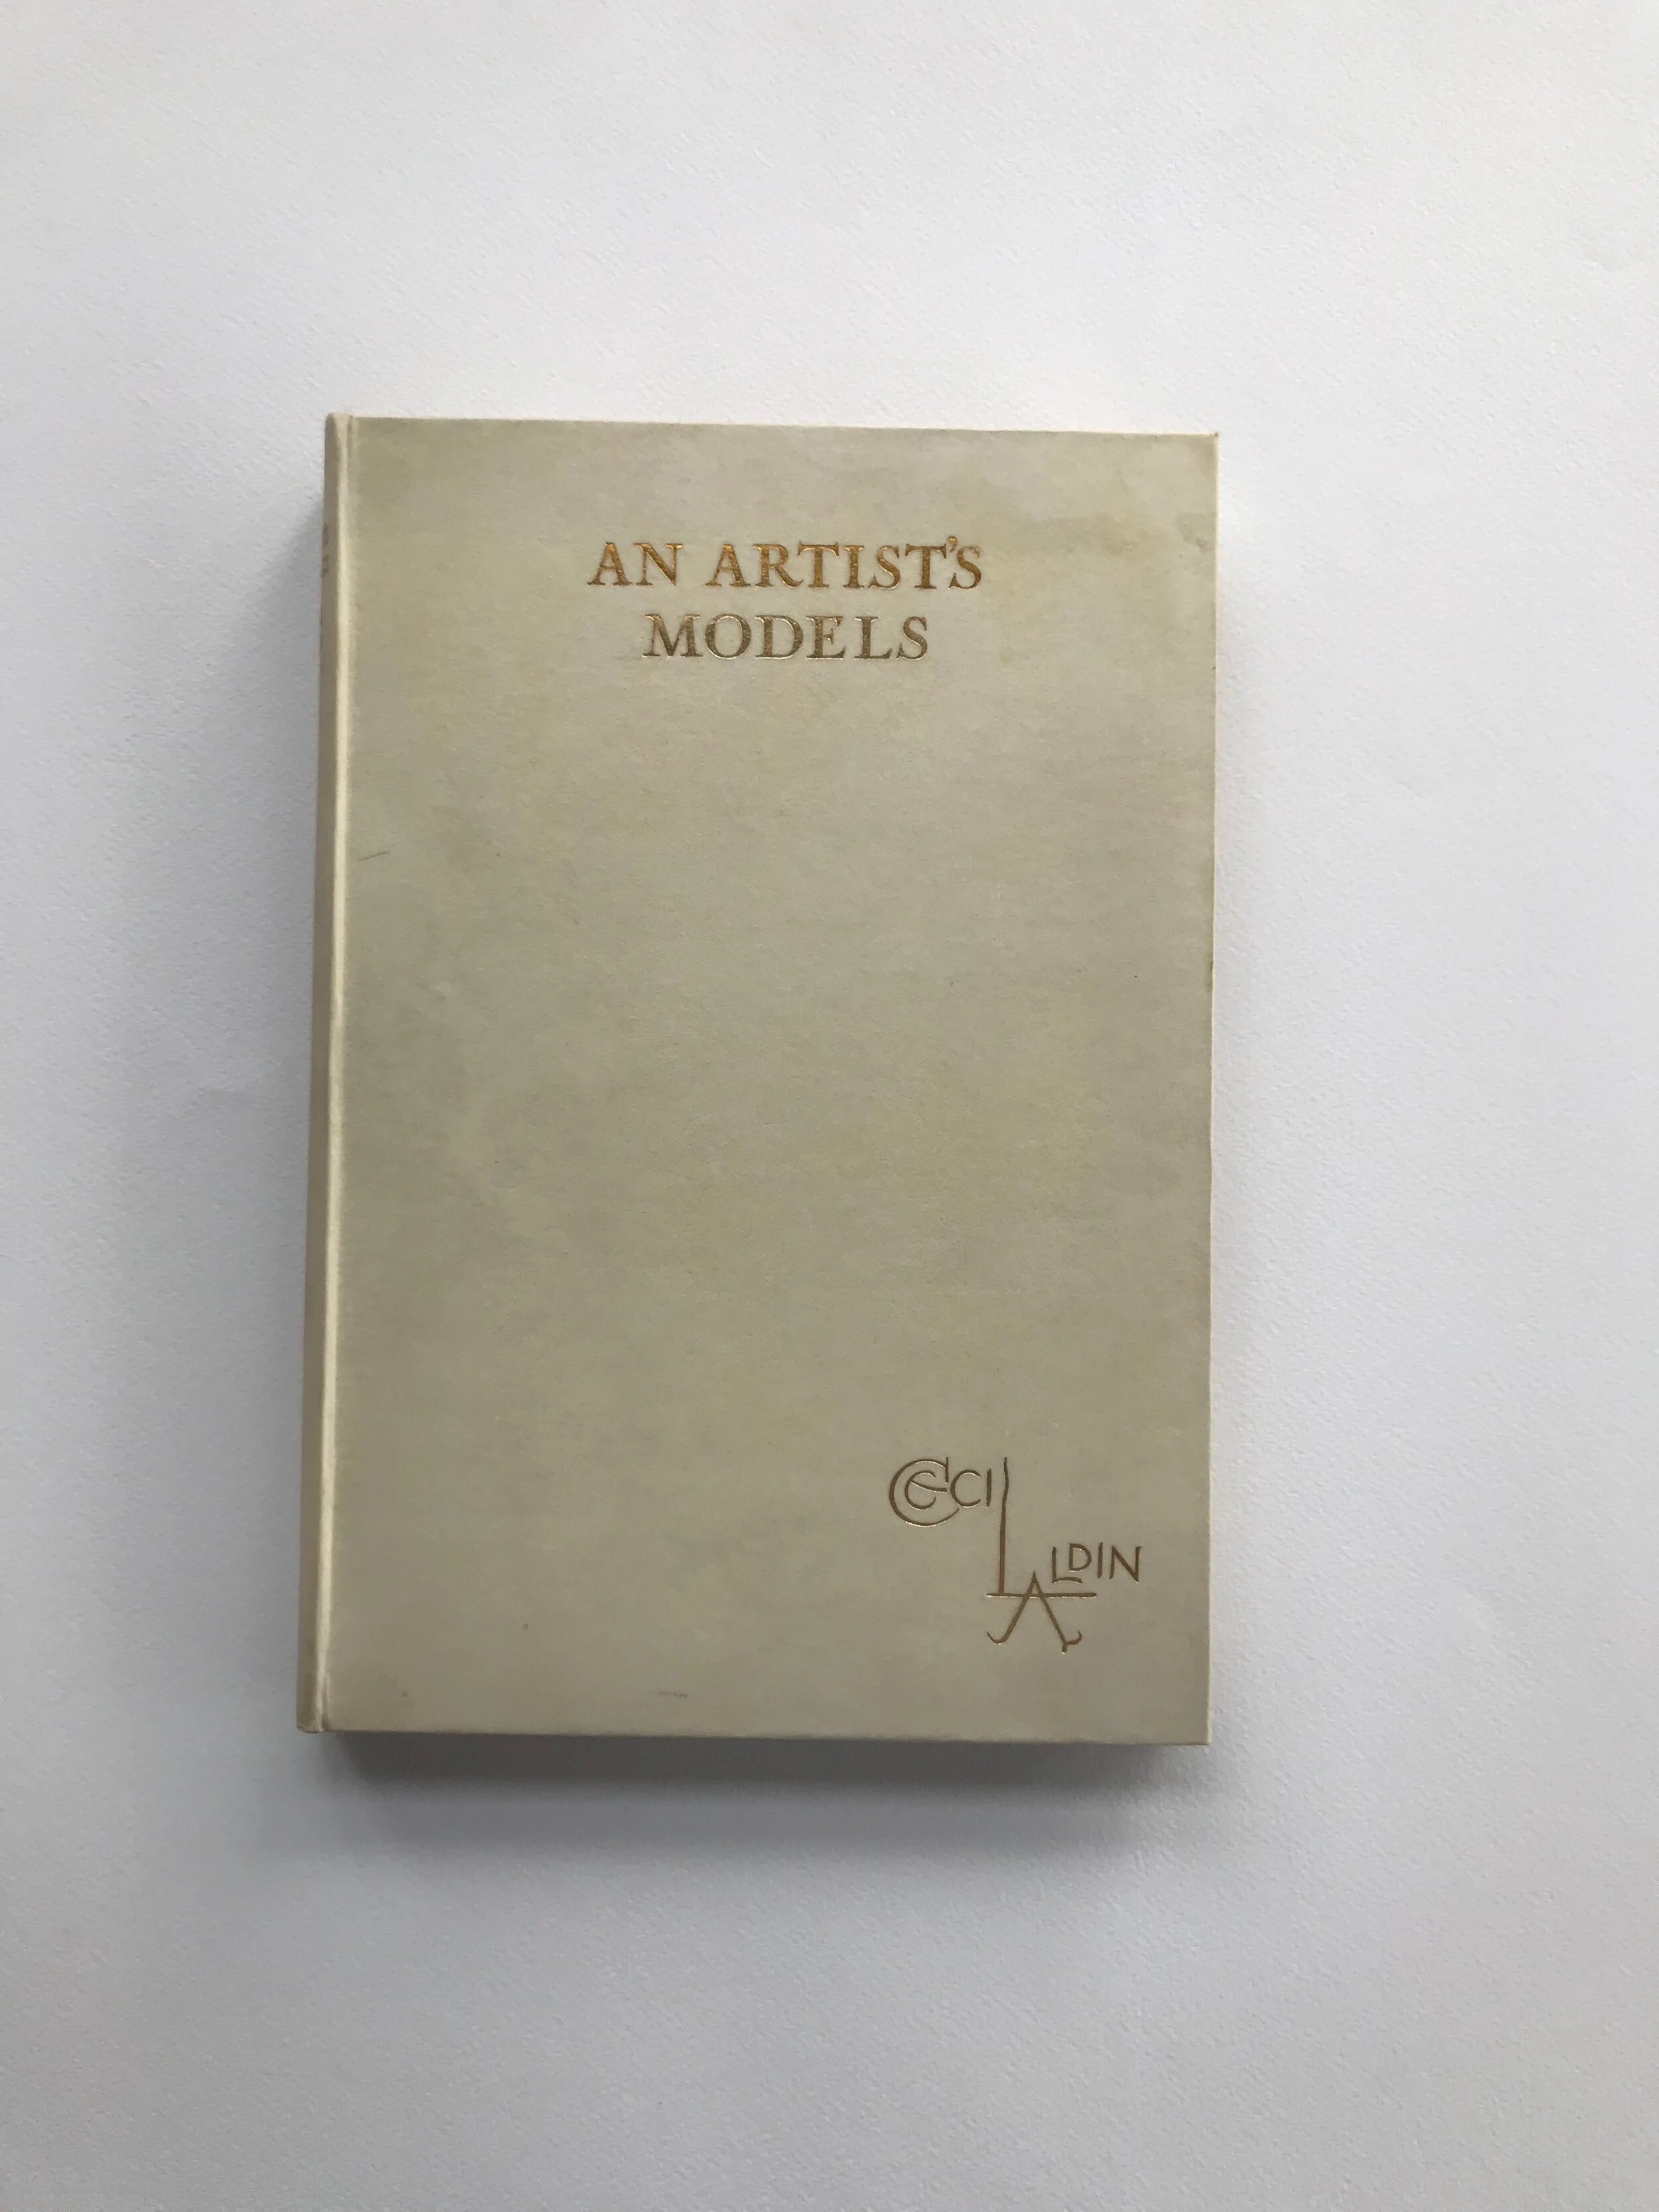 AN ARTIST'S
MODELS
CECIL
ALDIN